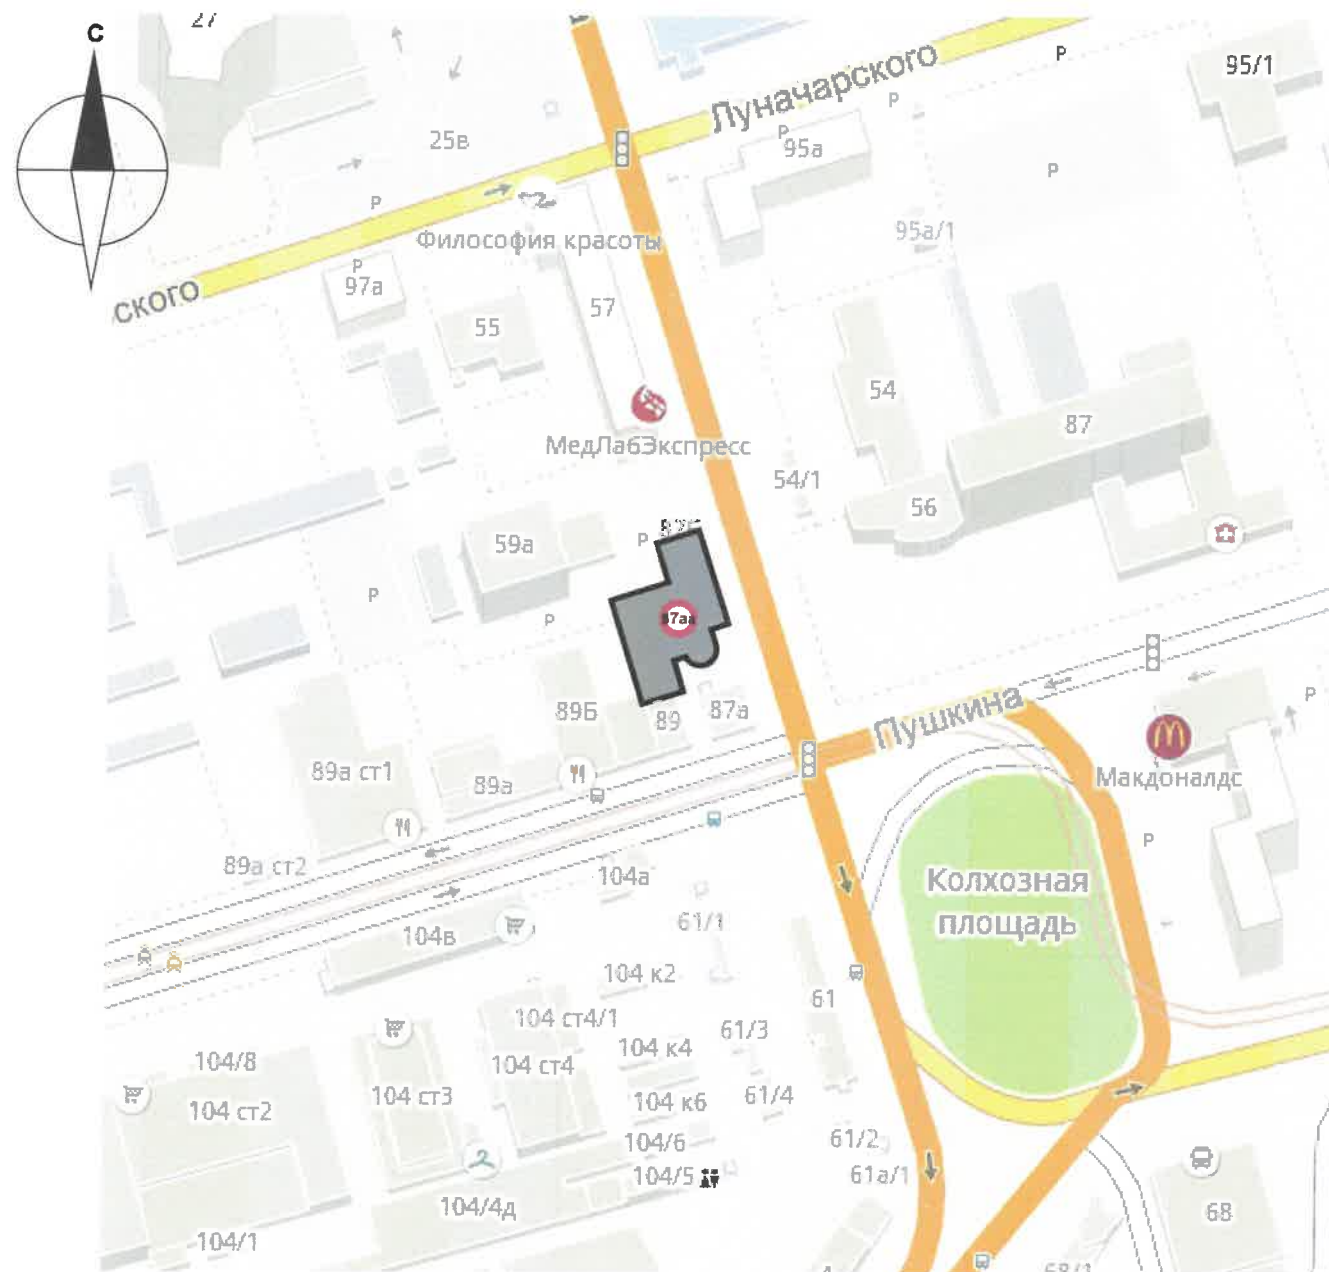 27
С
Луначарского
Р
95/1
25в
Р
Р
95а
Р
Р
95а/1
Философия красоты
Р
97а
ского
57
55
54
87
МедЛабЭкспресс
54/1
56
59а
Р
Р
Р
89Б
89
87а
Пушкина
Р
89а ст1
89а
Макдоналдс
Р
89а ст2
104а
Колхозная
площадь
104в
61/1
104 к2
61
104 ст4/1
61/3
104 к4
104/8
104 ст4
104 ст3
61/4
104 ст2
104 к6
104/6
61/2
104/5
61а/1
104/4д
68
104/1
68/1